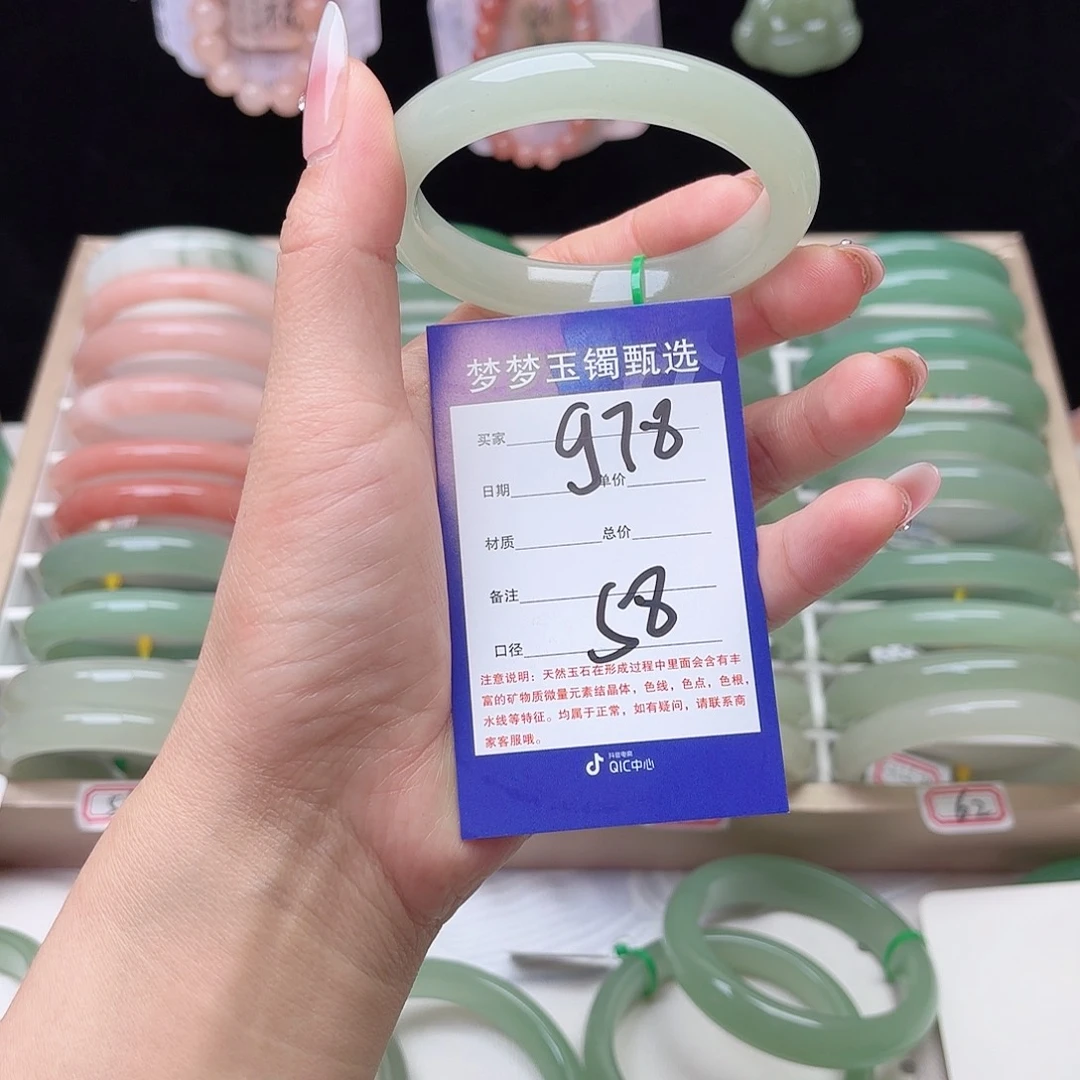 梦梦玉镯甄选
买家 978
日期 单价
材质 总价
备注
口径 58
注意说明：天然玉石在形成过程中里面会含有丰
富的矿物质微量元素结晶体，色线，色点，色根，
水线等特征。均属于正常，如有疑问，请联系商
家客服哦。
抖音电商
QIC中心
62